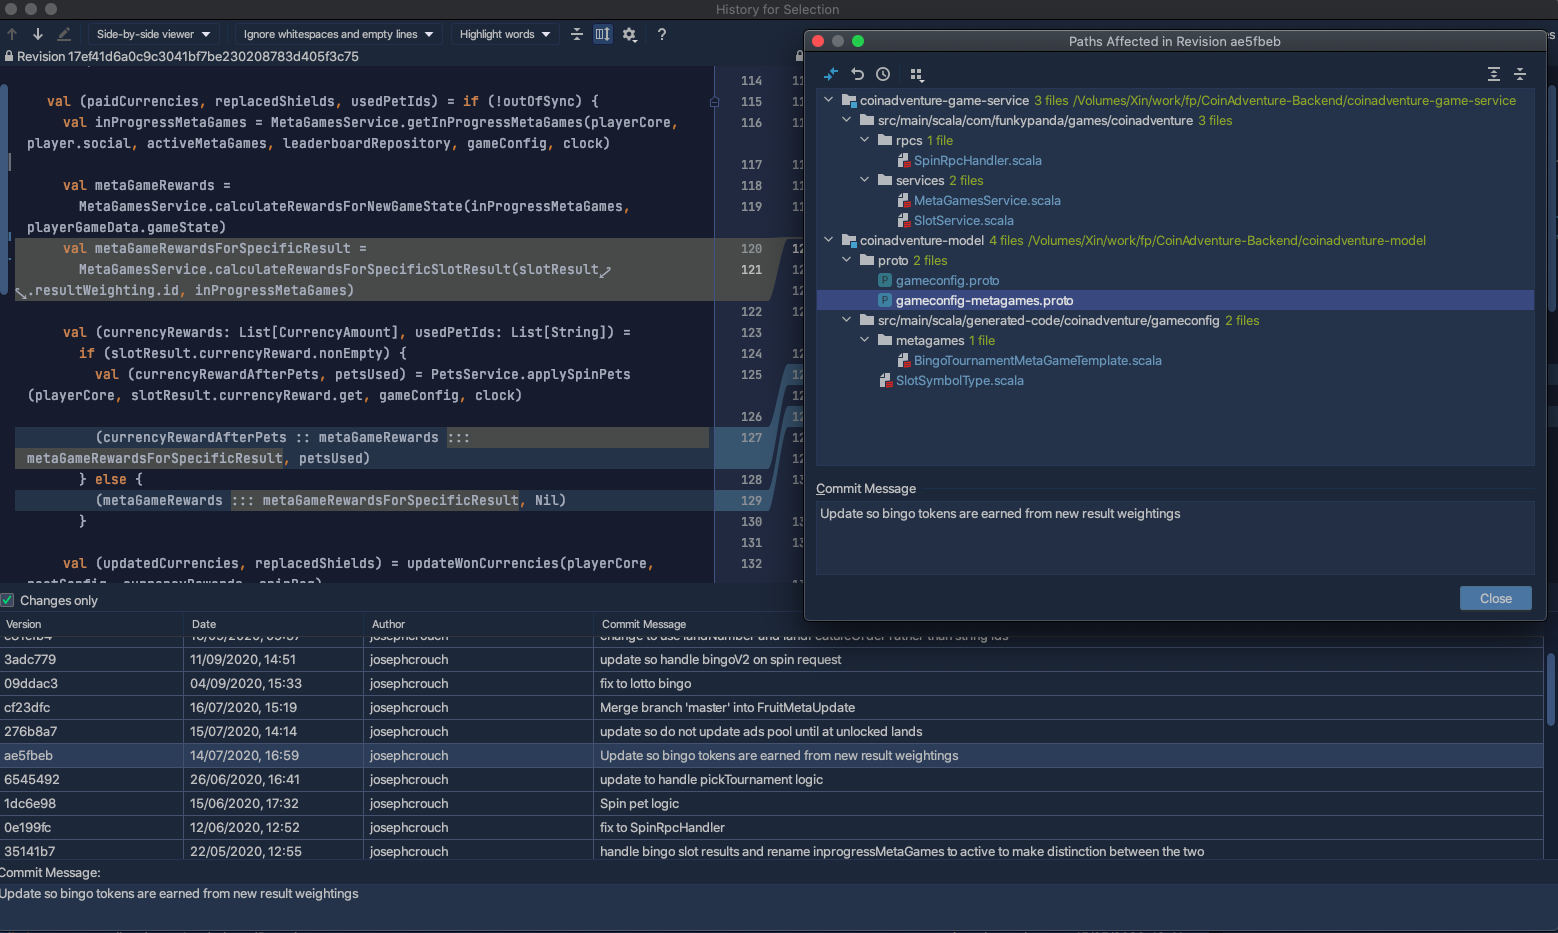 History for Selection
Side-by-side viewer
Ignore whitespaces and empty lines
Highlight words
?
Revision 17ef41d6a0c9c3041bf7be230208783d405f3c75
val (paidCurrencies, replacedShields, usedPetIds) = if (!outOfSync) {
val inProgressMetaGames = MetaGamesService.getInProgressMetaGames(playerCore,
player.social, activeMetaGames, leaderboardRepository, gameConfig, clock)
val metaGameRewards =
MetaGamesService.calculateRewardsForNewGameState(inProgressMetaGames,
playerGameData.gameState)
val metaGameRewardsForSpecificResult =
MetaGamesService.calculateRewardsForSpecificSlotResult(slotResult
.resultWeighting.id, inProgressMetaGames)
val (currencyRewards: List[CurrencyAmount], usedPetIds: List[String]) =
if (slotResult.currencyReward.nonEmpty) {
val (currencyRewardAfterPets, petsUsed) = PetsService.applySpinPets
(playerCore, slotResult.currencyReward.get, gameConfig, clock)
(currencyRewardAfterPets :: metaGameRewards :::
metaGameRewardsForSpecificResult, petsUsed)
} else {
(metaGameRewards ::: metaGameRewardsForSpecificResult, Nil)
}
val (updatedCurrencies, replacedShields) = updateWonCurrencies(playerCore,
114
115
116
117
118
119
120
121
122
123
124
125
126
127
128
129
130
131
132
Paths Affected in Revision ae5fbeb
coinadventure-game-service 3 files /Volumes/Xin/work/fp/CoinAdventure-Backend/coinadventure-game-service
src/main/scala/com/funkypanda/games/coinadventure 3 files
rpcs 1 file
SpinRpcHandler.scala
services 2 files
MetaGamesService.scala
SlotService.scala
coinadventure-model 4 files /Volumes/Xin/work/fp/CoinAdventure-Backend/coinadventure-model
proto 2 files
gameconfig.proto
gameconfig-metagames.proto
src/main/scala/generated-code/coinadventure/gameconfig 2 files
metagames 1 file
BingoTournamentMetaGameTemplate.scala
SlotSymbolType.scala
Commit Message
Update so bingo tokens are earned from new result weightings
Close
Changes only
Version Date Author Commit Message
change to use landNumber and landFeatureOrder rather than string ids
3adc779 11/09/2020, 14:51 josephcrouch update so handle bingoV2 on spin request
09ddac3 04/09/2020, 15:33 josephcrouch fix to lotto bingo
cf23dfc 16/07/2020, 15:19 josephcrouch Merge branch 'master' into FruitMetaUpdate
276b8a7 15/07/2020, 14:14 josephcrouch update so do not update ads pool until at unlocked lands
ae5fbeb 14/07/2020, 16:59 josephcrouch Update so bingo tokens are earned from new result weightings
6545492 26/06/2020, 16:41 josephcrouch update to handle pickTournament logic
1dc6e98 15/06/2020, 17:32 josephcrouch Spin pet logic
0e199fc 12/06/2020, 12:52 josephcrouch fix to SpinRpcHandler
35141b7 22/05/2020, 12:55 josephcrouch handle bingo slot results and rename inprogressMetaGames to active to make distinction between the two
Commit Message:
Update so bingo tokens are earned from new result weightings